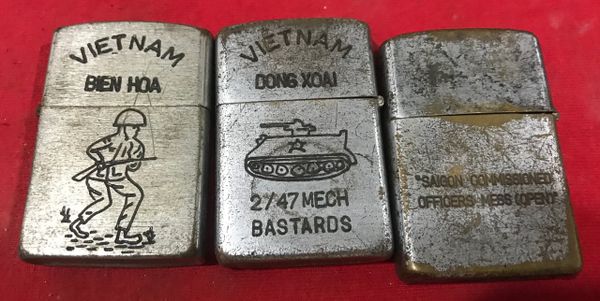 VIETNAM
BIEN HOA
VIETNAM
DONG XOAI
2/47 MECH
BASTARDS
"SAIGON COMMISSIONED
OFFICERS MESS (OPEN)"